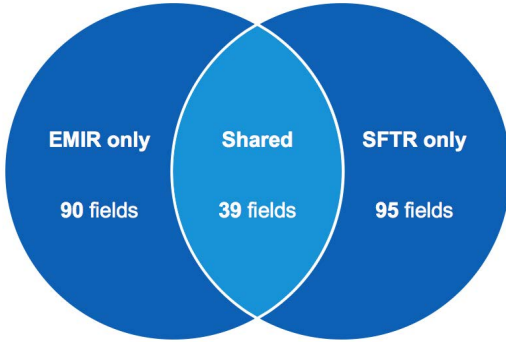 EMIR only
Shared
SFTR only
90 fields
39 fields
95 fields